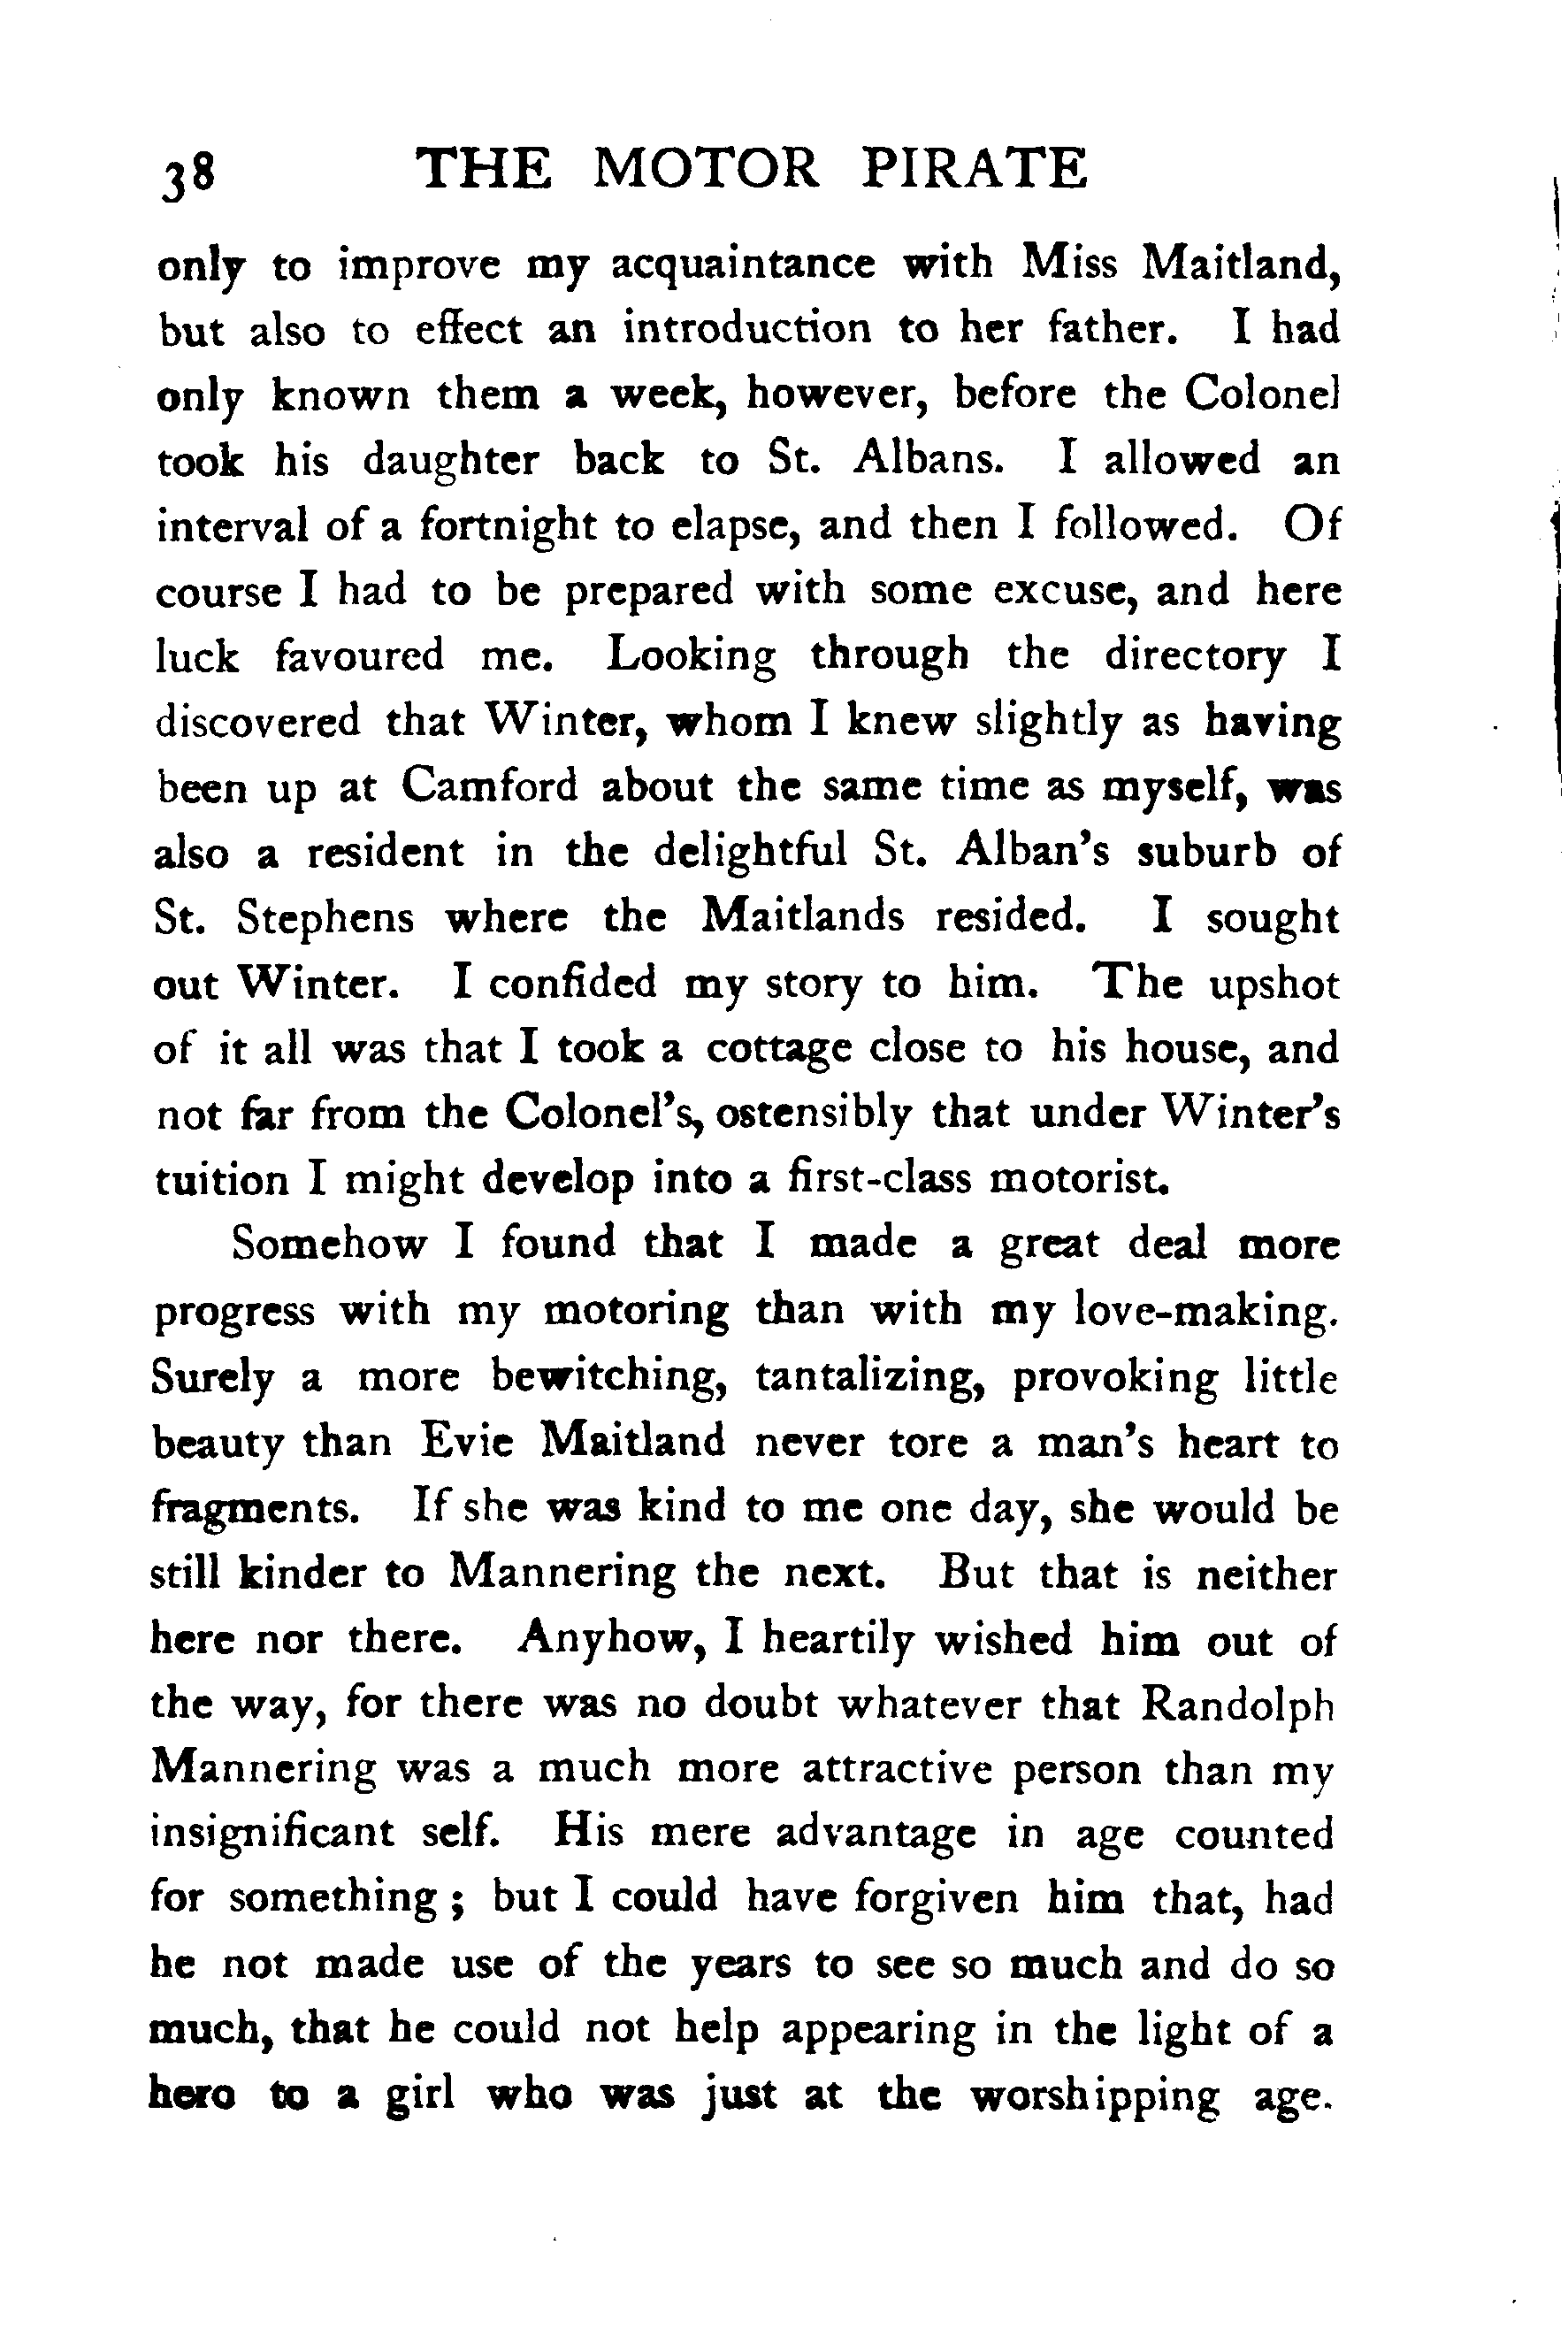 38 THE MOTOR PIRATE
only to improve my acquaintance with Miss Maitland,
but also to effect an introduction to her father. I had
only known them a week, however, before the Colonel
took his daughter back to St. Albans. I allowed an
interval of a fortnight to elapse, and then I followed. Of
course I had to be prepared with some excuse, and here
luck favoured me. Looking through the directory I
discovered that Winter, whom I knew slightly as having
been up at Camford about the same time as myself, was
also a resident in the delightful St. Alban's suburb of
St. Stephens where the Maitlands resided. I sought
out Winter. I confided my story to him. The upshot
of it all was that I took a cottage close to his house, and
not far from the Colonel's, ostensibly that under Winter's
tuition I might develop into a first-class motorist.
Somehow I found that I made a great deal more
progress with my motoring than with my love-making.
Surely a more bewitching, tantalizing, provoking little
beauty than Evie Maitland never tore a man's heart to
fragments. If she was kind to me one day, she would be
still kinder to Mannering the next. But that is neither
here nor there. Anyhow, I heartily wished him out of
the way, for there was no doubt whatever that Randolph
Mannering was a much more attractive person than my
insignificant self. His mere advantage in age counted
for something ; but I could have forgiven him that, had
he not made use of the years to see so much and do so
much, that he could not help appearing in the light of a
hero to a girl who was just at the worshipping age.